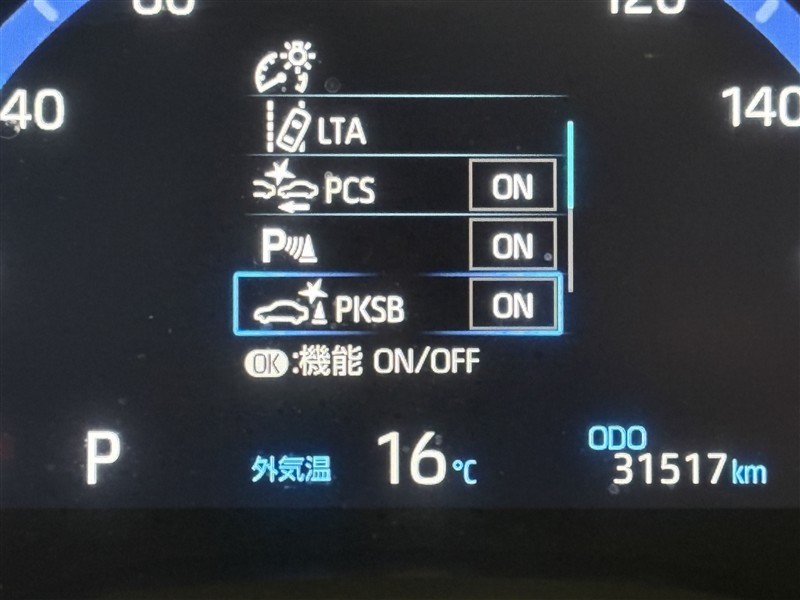 60
120
40
140
LTA
PCS ON
P ON
PKSB ON
OK:機能 ON/OFF
P
外気温 16℃
ODO
31517km